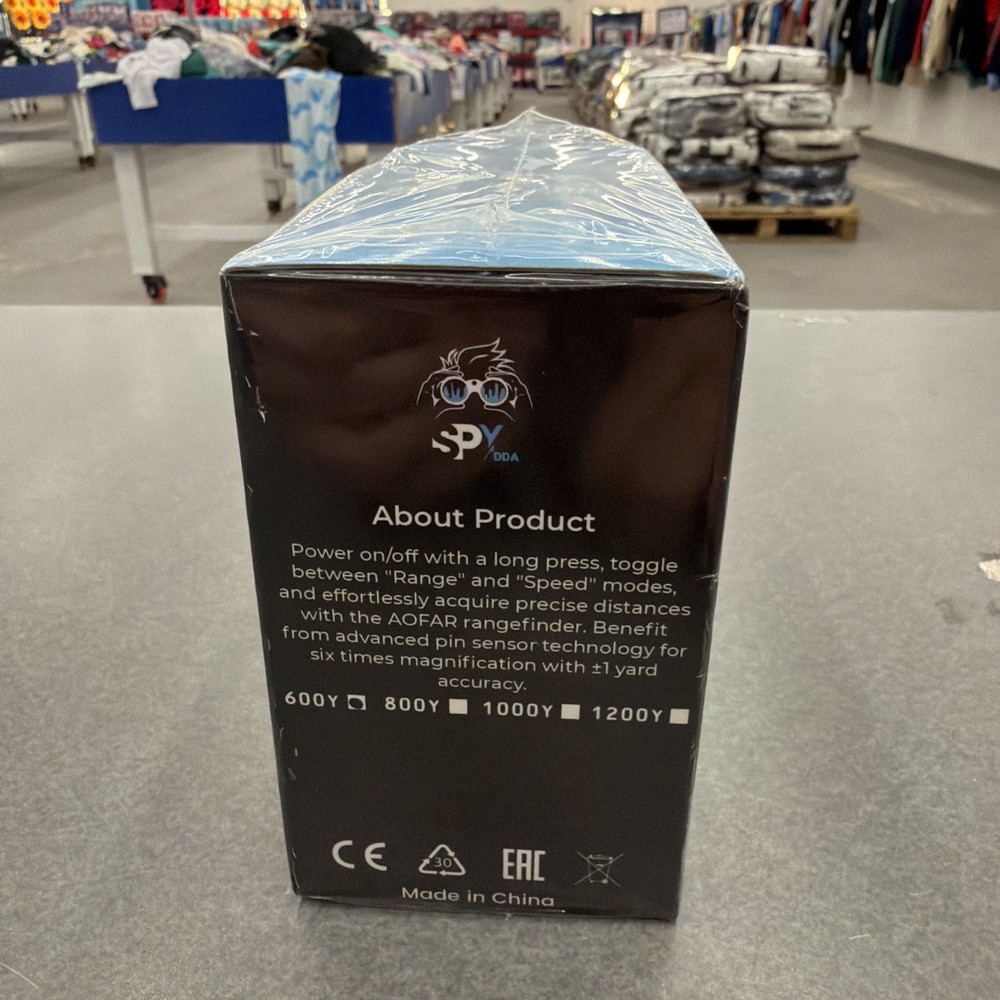 SPY
DDA
About Product
Power on/off with a long press, toggle
between "Range" and "Speed" modes,
and effortlessly acquire precise distances
with the AOFAR rangefinder. Benefit
from advanced pin sensor technology for
six times magnification with ±1 yard
accuracy.
600Y 800Y 1000Y 1200Y
CE 30 EAC
Made in China